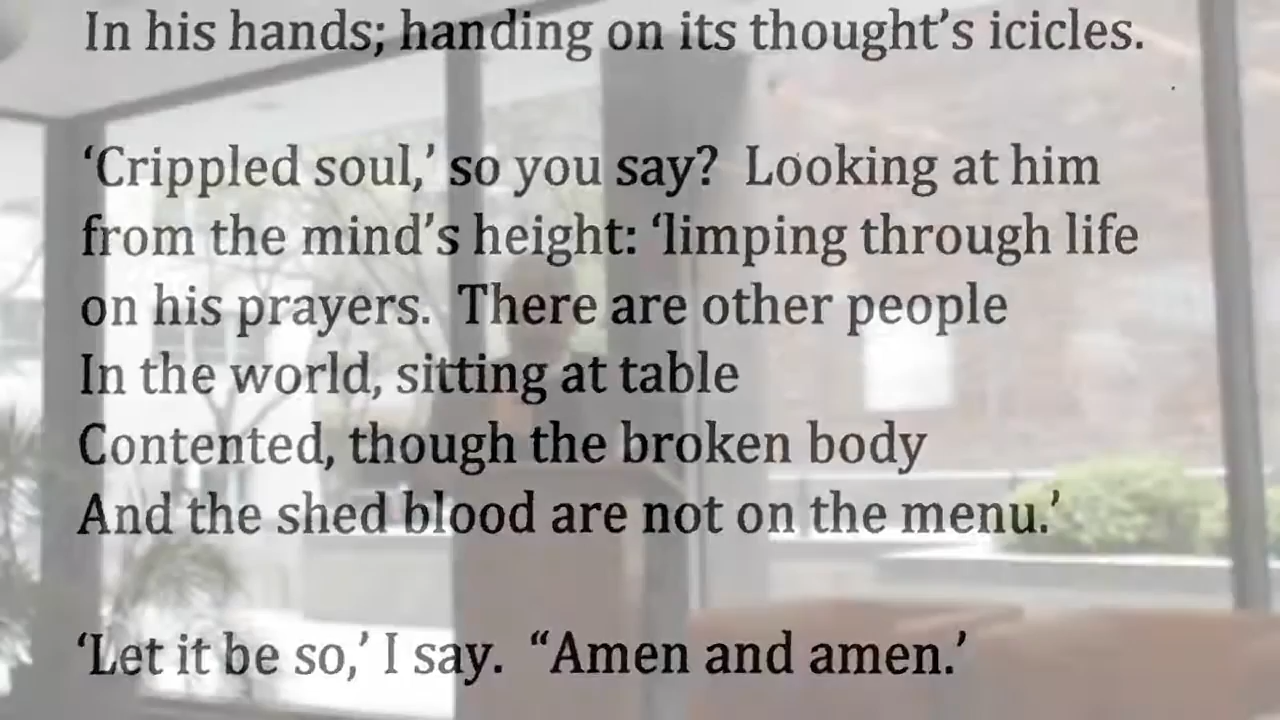 In his hands; handing on its thought’s icicles.
‘Crippled soul,’ so you say?  Looking at him
from the mind’s height: ‘limping through life
on his prayers.  There are other people
In the world, sitting at table
Contented, though the broken body
And the shed blood are not on the menu.’
‘Let it be so,’ I say.  “Amen and amen.’